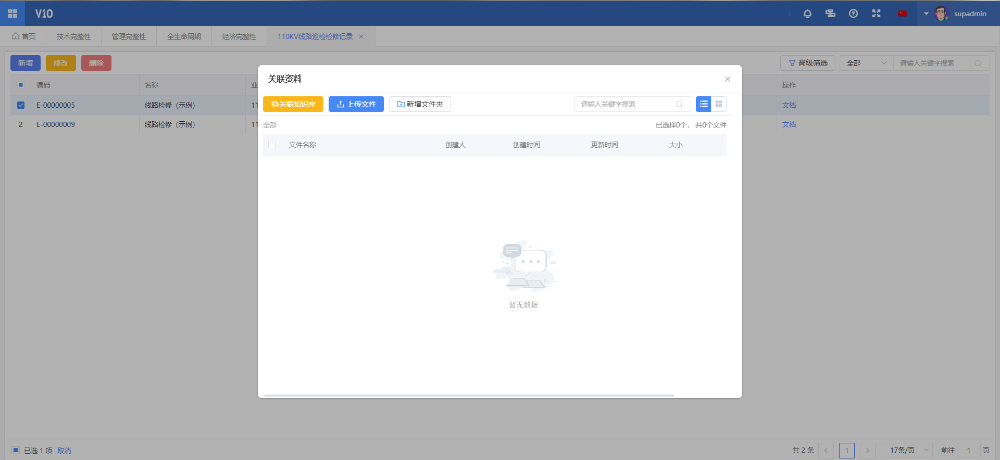 V10
supadmin
首页 技术完整性 管理完整性 全生命周期 经济完整性 110KV线路巡检检修记录
新增 修改 删除
高级筛选 全部 请输入关键字搜索
编码 名称 业 操作
E-00000005 线路检修（示例） 11 文档
2 E-00000009 线路检修（示例） 11 文档
关联资料
关联知识库 上传文件 新增文件夹 请输入关键字搜索
全部 已选择0个， 共0个文件
文件名称 创建人 创建时间 更新时间 大小
暂无数据
已选 1 项 取消 共 2 条 1 17条/页 前往 1 页